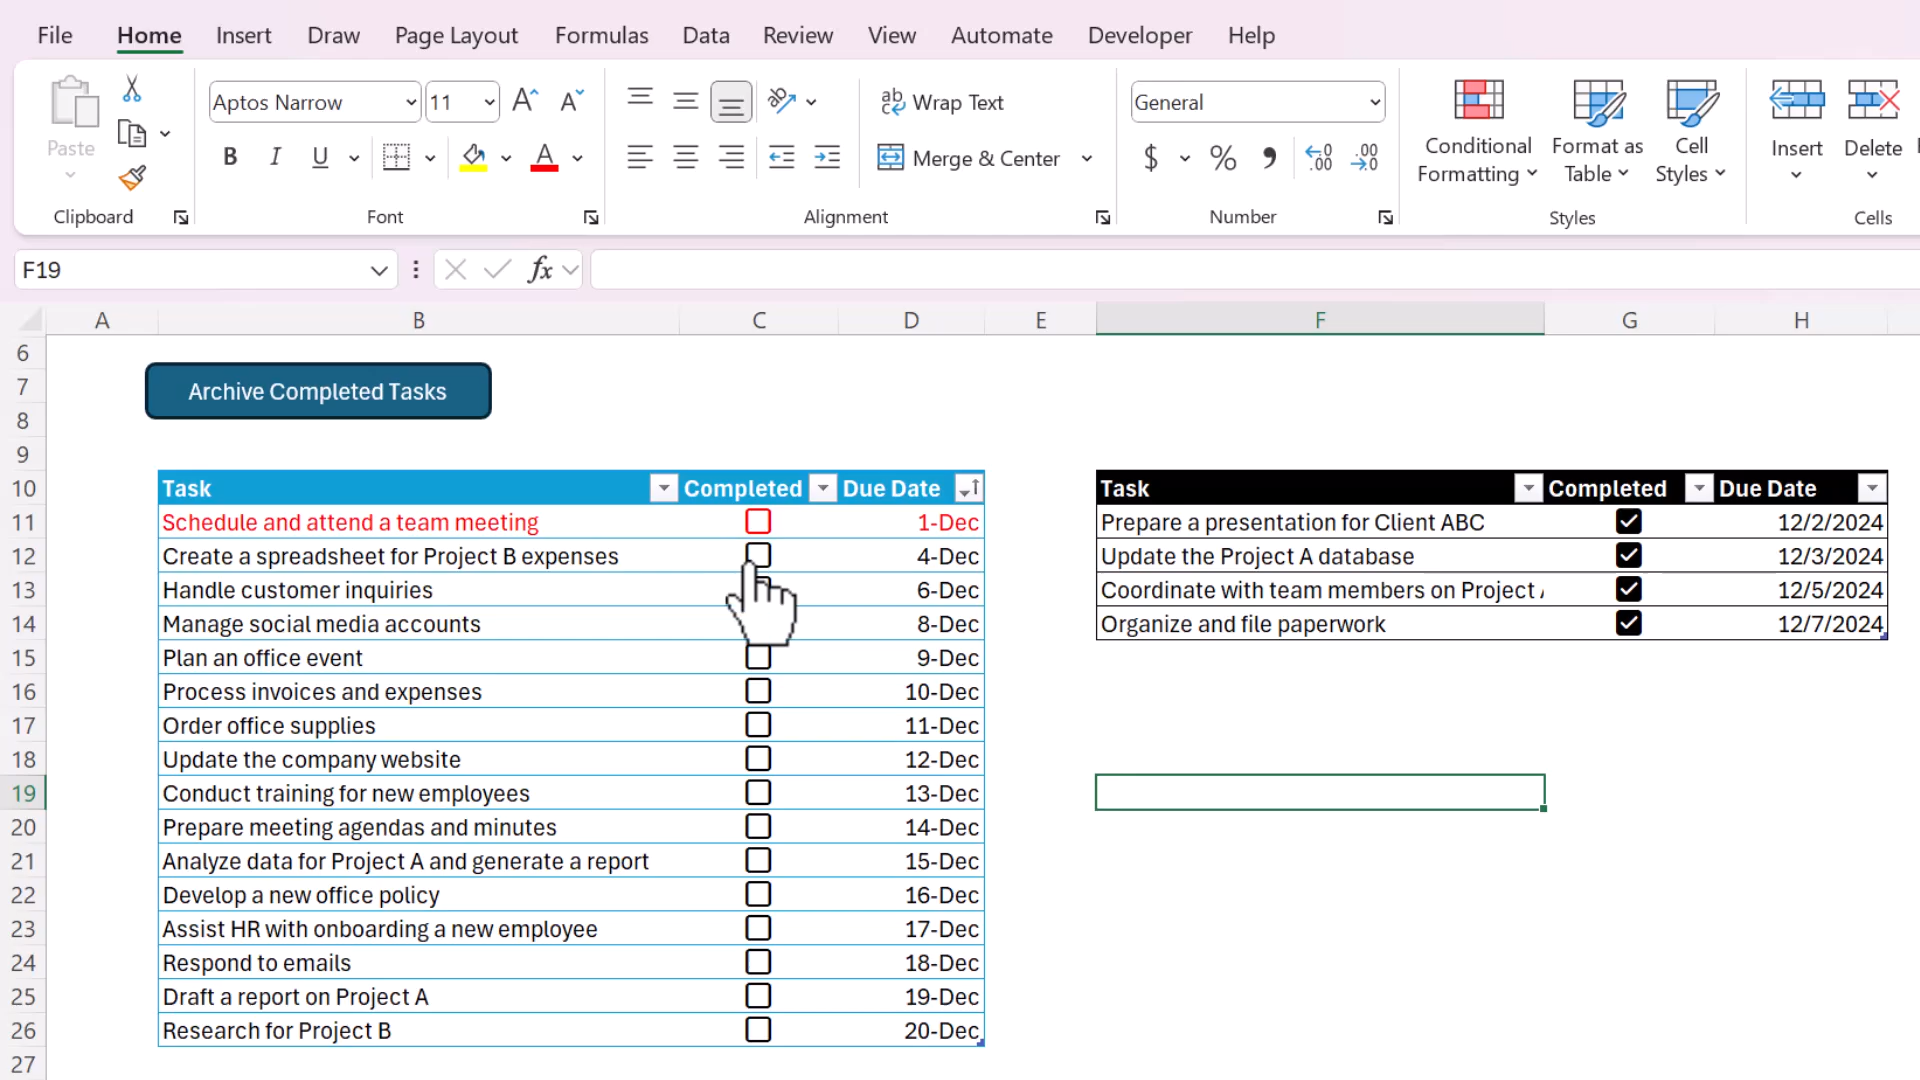 File Home Insert Draw Page Layout Formulas Data Review View Automate Developer Help
Aptos Narrow 11 Wrap Text General
Paste Conditional Formatting Format as Table Cell Styles Insert Delete
B I U A Merge & Center $ % 9 .00 .00
Clipboard Font Alignment Number Styles Cells
F19 fx
A B C D E F G H
6
7 Archive Completed Tasks
8
9
10 Task Completed Due Date Task Completed Due Date
11 Schedule and attend a team meeting 1-Dec Prepare a presentation for Client ABC 12/2/2024
12 Create a spreadsheet for Project B expenses 4-Dec Update the Project A database 12/3/2024
13 Handle customer inquiries 6-Dec Coordinate with team members on Project 12/5/2024
14 Manage social media accounts 8-Dec Organize and file paperwork 12/7/2024
15 Plan an office event 9-Dec
16 Process invoices and expenses 10-Dec
17 Order office supplies 11-Dec
18 Update the company website 12-Dec
19 Conduct training for new employees 13-Dec
20 Prepare meeting agendas and minutes 14-Dec
21 Analyze data for Project A and generate a report 15-Dec
22 Develop a new office policy 16-Dec
23 Assist HR with onboarding a new employee 17-Dec
24 Respond to emails 18-Dec
25 Draft a report on Project A 19-Dec
26 Research for Project B 20-Dec
27